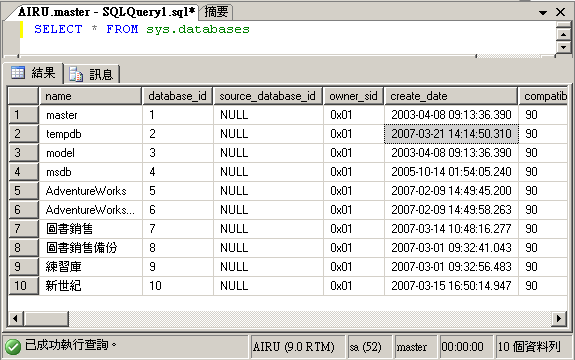 AIRU.master - SQLQuery1.sql* 摘要
SELECT * FROM sys.databases
結果 訊息
name database_id source_database_id owner_sid create_date compatib
1 master 1 NULL 0x01 2003-04-08 09:13:36.390 90
2 tempdb 2 NULL 0x01 2007-03-21 14:14:50.310 90
3 model 3 NULL 0x01 2003-04-08 09:13:36.390 90
4 msdb 4 NULL 0x01 2005-10-14 01:54:05.240 90
5 AdventureWorks 5 NULL 0x01 2007-02-09 14:49:45.200 90
6 AdventureWorks... 6 NULL 0x01 2007-02-09 14:49:58.263 90
7 圖書銷售 7 NULL 0x01 2007-03-14 10:48:16.277 90
8 圖書銷售備份 8 NULL 0x01 2007-03-01 09:32:41.043 90
9 練習庫 9 NULL 0x01 2007-03-01 09:32:56.483 90
10 新世紀 10 NULL 0x01 2007-03-15 16:50:14.947 90
已成功執行查詢。 AIRU (9.0 RTM) sa (52) master 00:00:00 10 個資料列